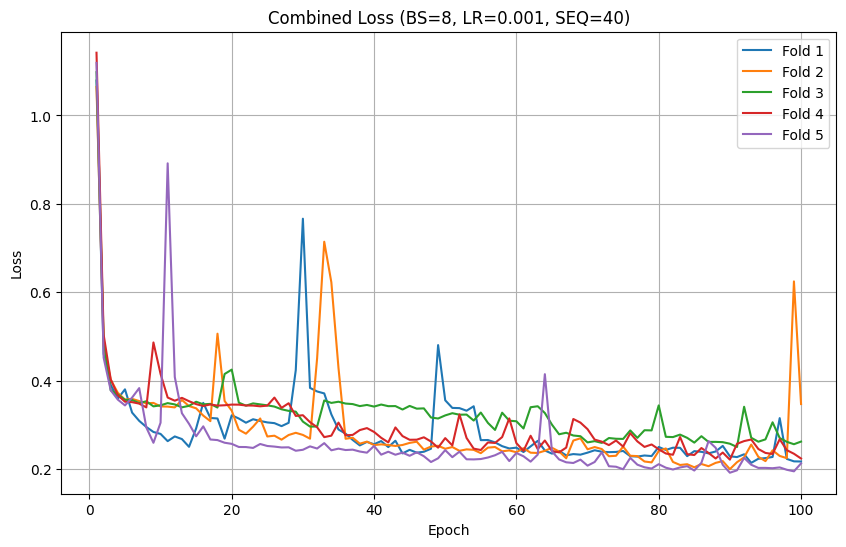 Combined Loss (BS=8, LR=0.001, SEQ=40)
Fold 1
Fold 2
Fold 3
Fold 4
Fold 5
Loss
1.0
0.8
0.6
0.4
0.2
0
20
40
60
80
100
Epoch